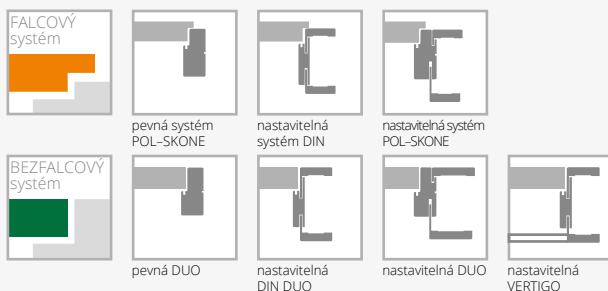 FALCOVÝ
systém
pevná systém
POL–SKONE
nastavitelná
systém DIN
nastavitelná systém
POL–SKONE
BEZFALCOVÝ
systém
pevná DUO
nastavitelná
DIN DUO
nastavitelná DUO
nastavitelná
VERTIGO